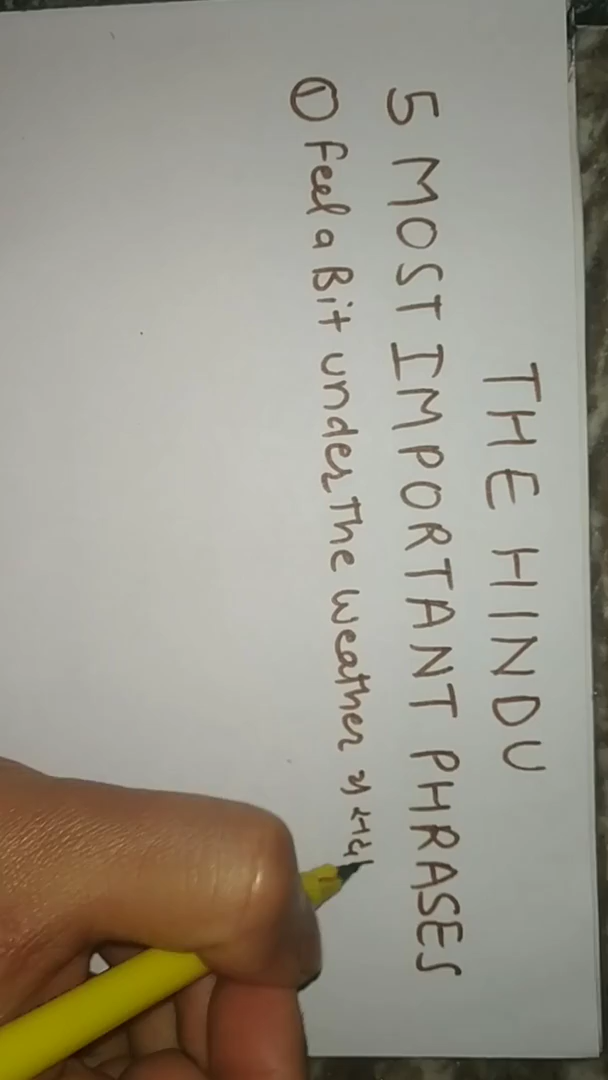 THE HINDU
5 MOST IMPORTANT PHRASES
① feel a Bit under The weather